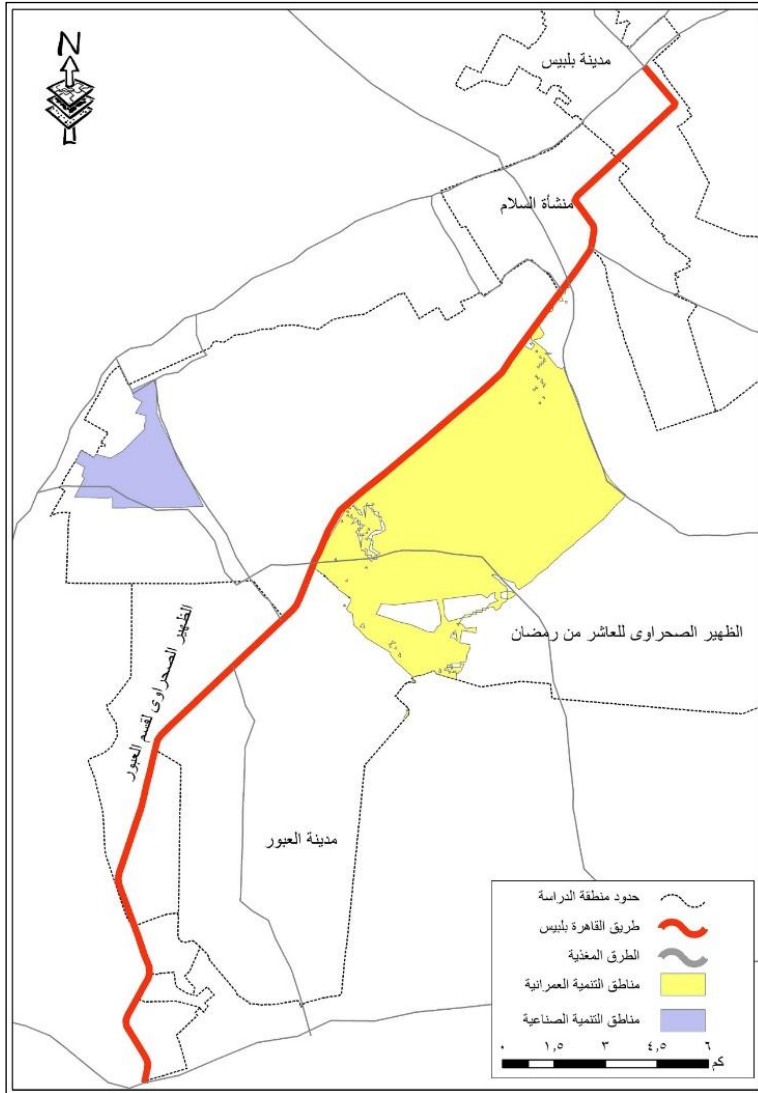 N
مدينة بلبيس
منشأة السلام
الظهير الصحراوى للعاشر من رمضان
الظهير الصحراوى لقسم العبور
مدينة العبور
حدود منطقة الدراسة
طريق القاهرة بلبيس
الطرق المغذية
مناطق التنمية العمرانية
مناطق التنمية الصناعية
٠ ١,٥ ٣ ٤,٥ ٦
كم